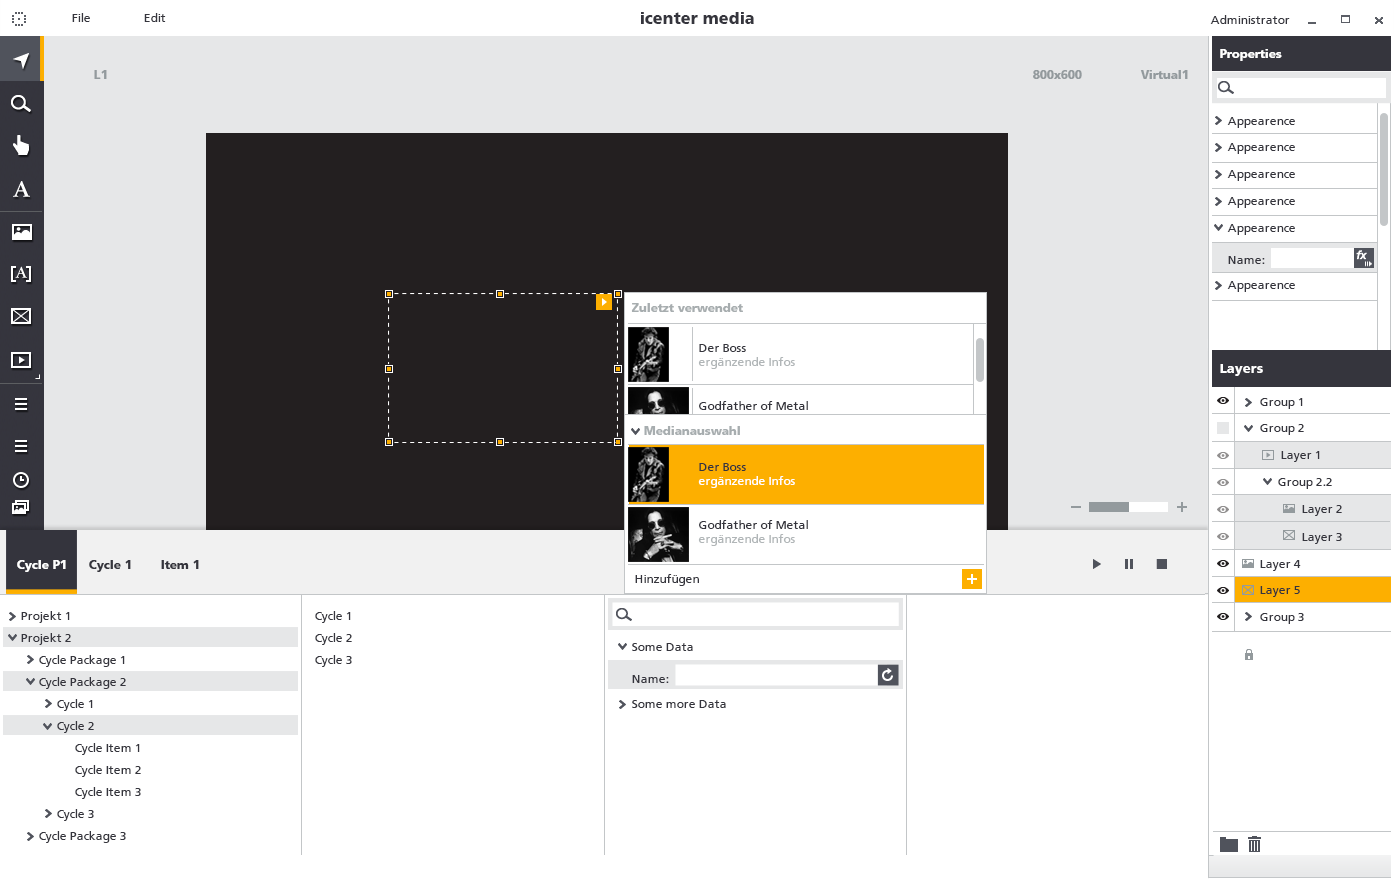 File Edit icenter media Administrator
L1 800x600 Virtual1
A
[A]
Zuletzt verwendet
Der Boss
ergänzende Infos
Godfather of Metal
Medianauswahl
Der Boss
ergänzende Infos
Godfather of Metal
ergänzende Infos
Hinzufügen
Properties
Appearence
Appearence
Appearence
Appearence
Appearence
Name: fx
Appearence
Layers
Group 1
Group 2
Layer 1
Group 2.2
Layer 2
Layer 3
Layer 4
Layer 5
Group 3
Cycle P1 Cycle 1 Item 1
Projekt 1
Projekt 2
Cycle Package 1
Cycle Package 2
Cycle 1
Cycle 2
Cycle Item 1
Cycle Item 2
Cycle Item 3
Cycle 3
Cycle Package 3
Cycle 1
Cycle 2
Cycle 3
Some Data
Name:
Some more Data